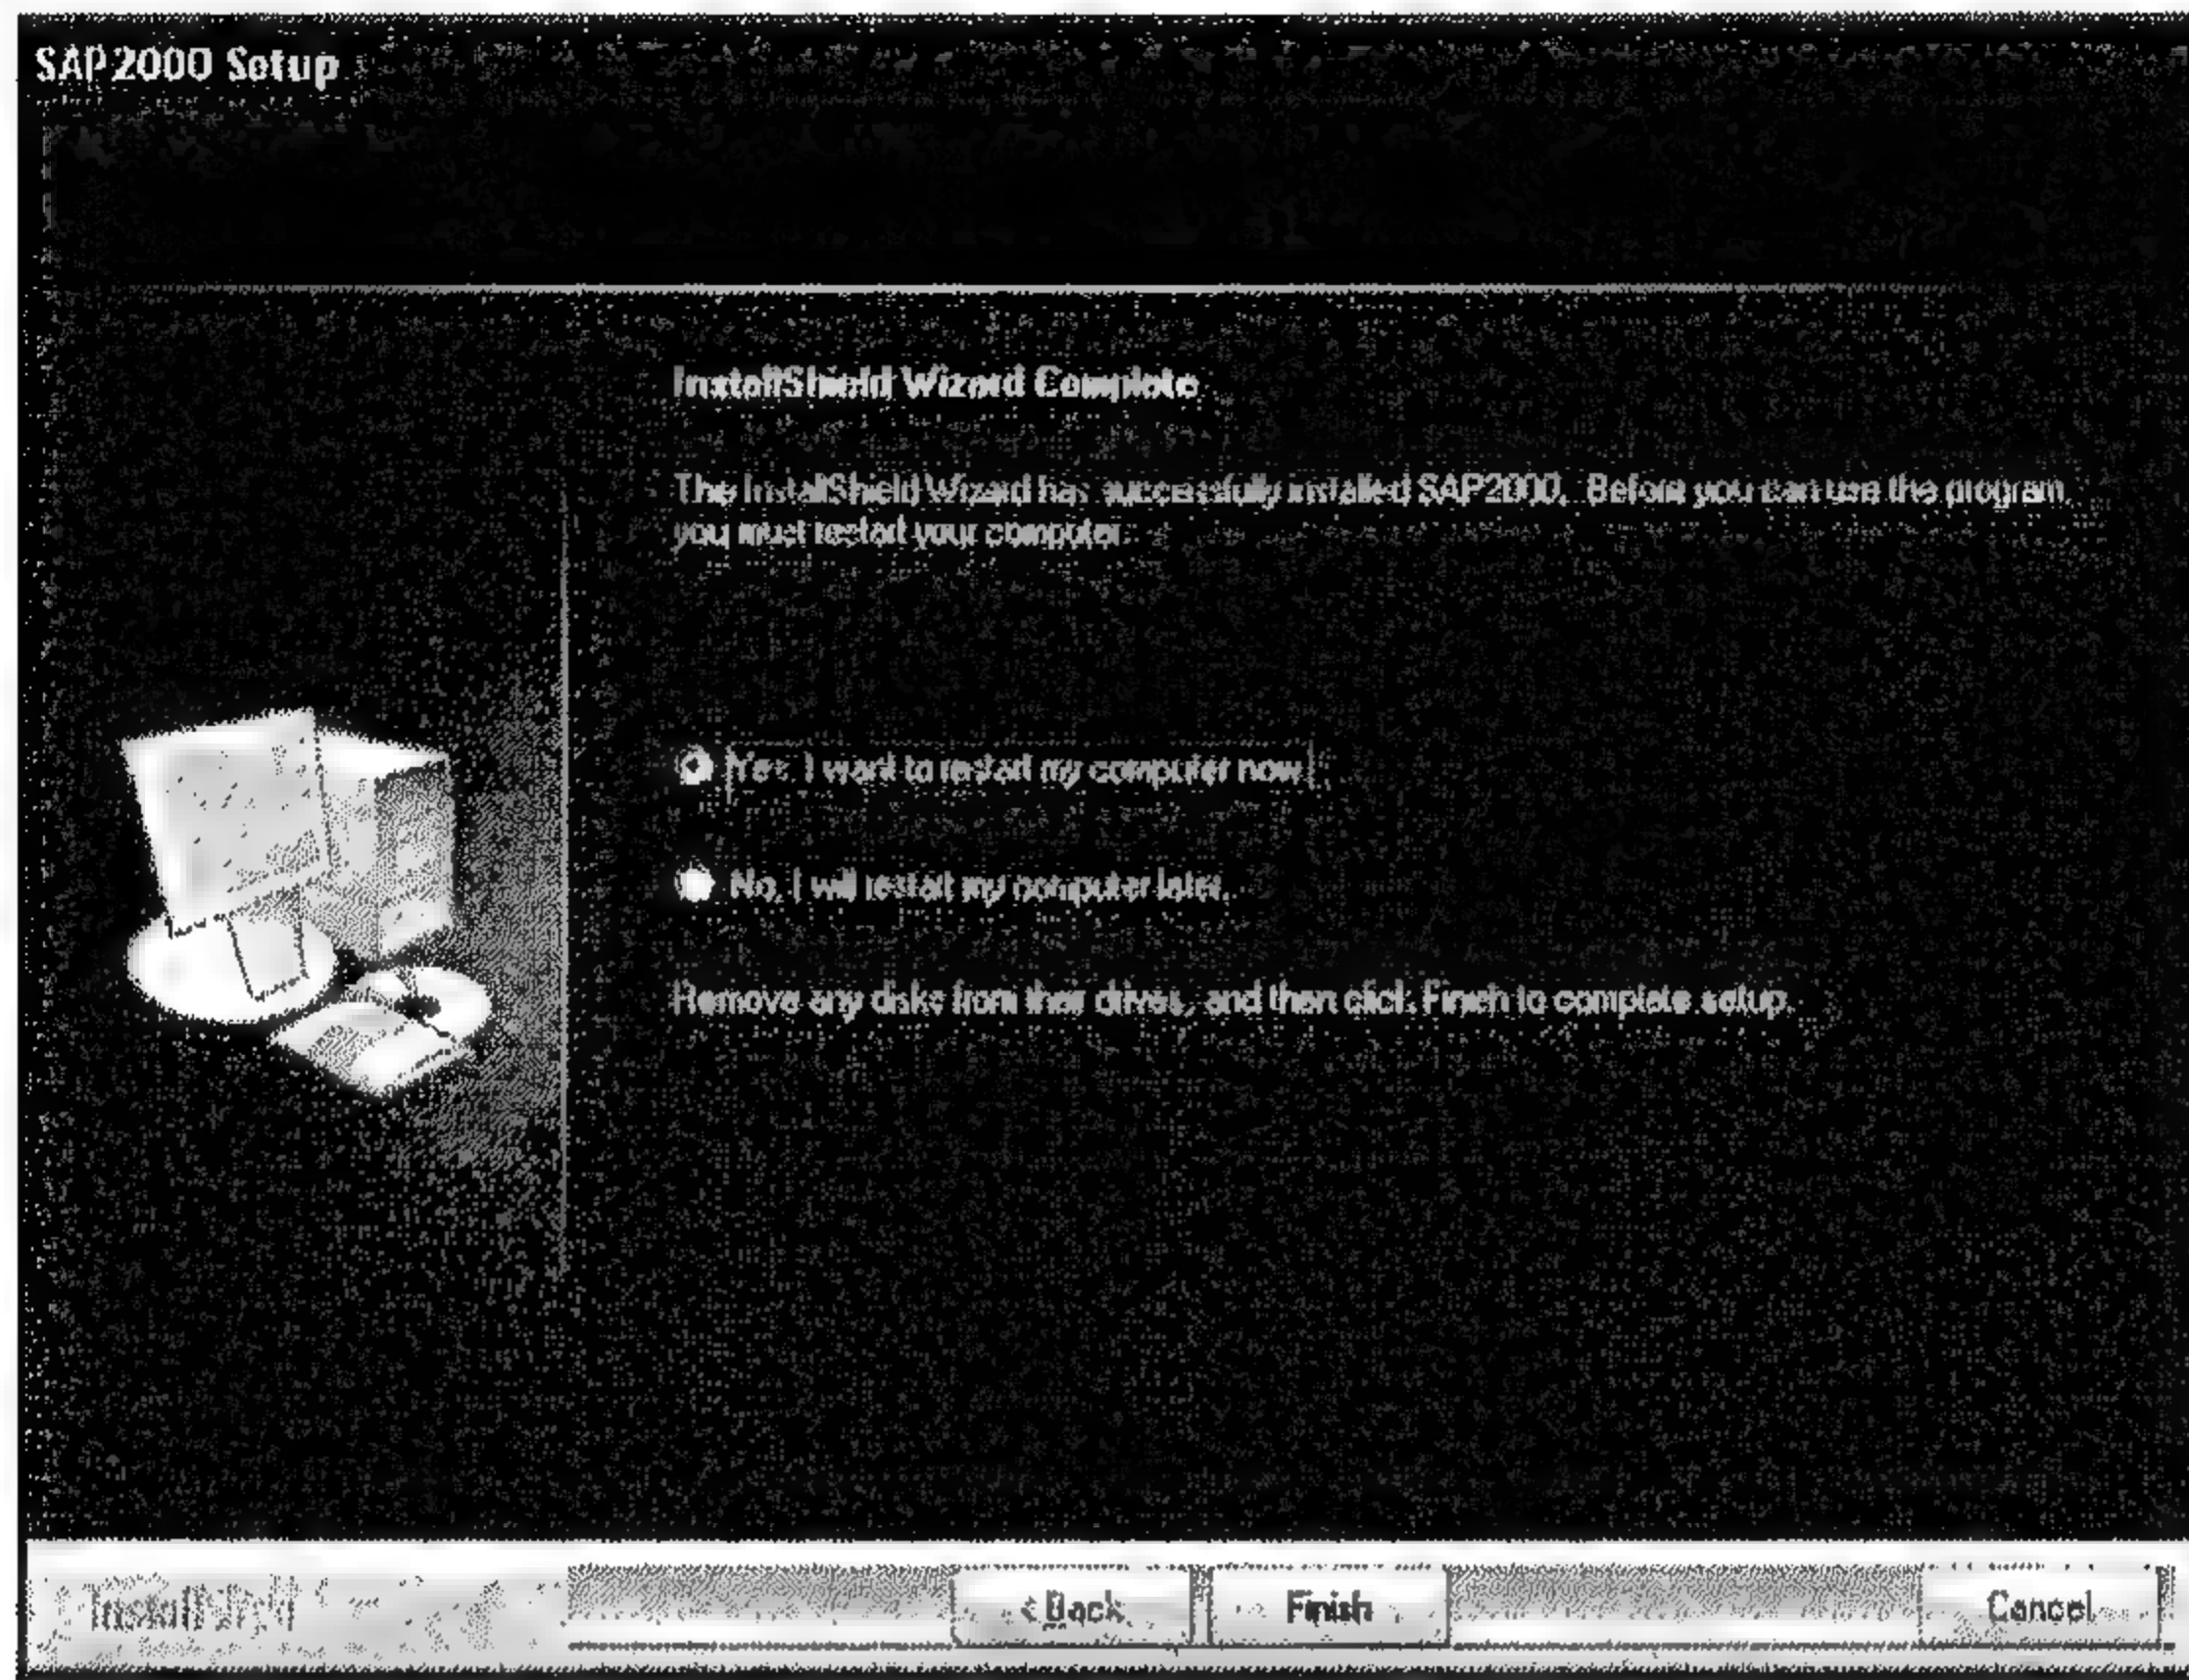 SAP2000 Setup
InstallShield Wizard Complete
The InstallShield Wizard has successfully installed SAP2000. Before you can use the program,
you must restart your computer.
Yes, I want to restart my computer now.
No, I will restart my computer later.
Remove any disks from their drives, and then click Finish to complete setup.
InstallShield
< Back
Finish
Cancel